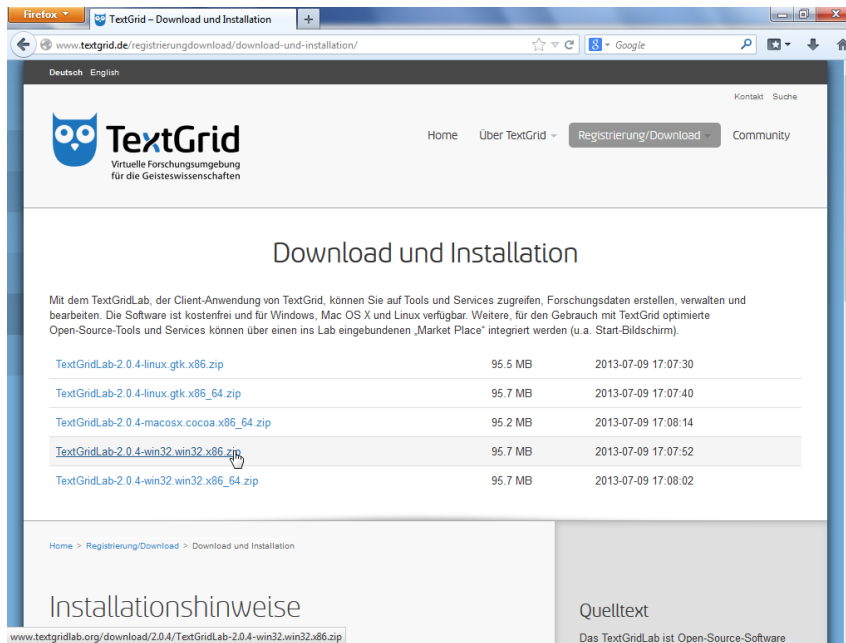 Firefox
TextGrid – Download und Installation
www.textgrid.de/registrierungdownload/download-und-installation/
Google
Deutsch English
Kontakt Suche
TextGrid
Virtuelle Forschungsumgebung
für die Geisteswissenschaften
Home Über TextGrid Registrierung/Download Community
Download und Installation
Mit dem TextGridLab, der Client-Anwendung von TextGrid, können Sie auf Tools und Services zugreifen, Forschungsdaten erstellen, verwalten und
bearbeiten. Die Software ist kostenfrei und für Windows, Mac OS X und Linux verfügbar. Weitere, für den Gebrauch mit TextGrid optimierte
Open-Source-Tools und Services können über einen ins Lab eingebundenen „Market Place“ integriert werden (u.a. Start-Bildschirm).
TextGridLab-2.0.4-linux.gtk.x86.zip 95.5 MB 2013-07-09 17:07:30
TextGridLab-2.0.4-linux.gtk.x86_64.zip 95.7 MB 2013-07-09 17:07:40
TextGridLab-2.0.4-macosx.cocoa.x86_64.zip 95.2 MB 2013-07-09 17:08:14
TextGridLab-2.0.4-win32.win32.x86.zip 95.7 MB 2013-07-09 17:07:52
TextGridLab-2.0.4-win32.win32.x86_64.zip 95.7 MB 2013-07-09 17:08:02
Home > Registrierung/Download > Download und Installation
Installationshinweise
Quelltext
www.textgridlab.org/download/2.0.4/TextGridLab-2.0.4-win32.win32.x86.zip
Das TextGridLab ist Open-Source-Software